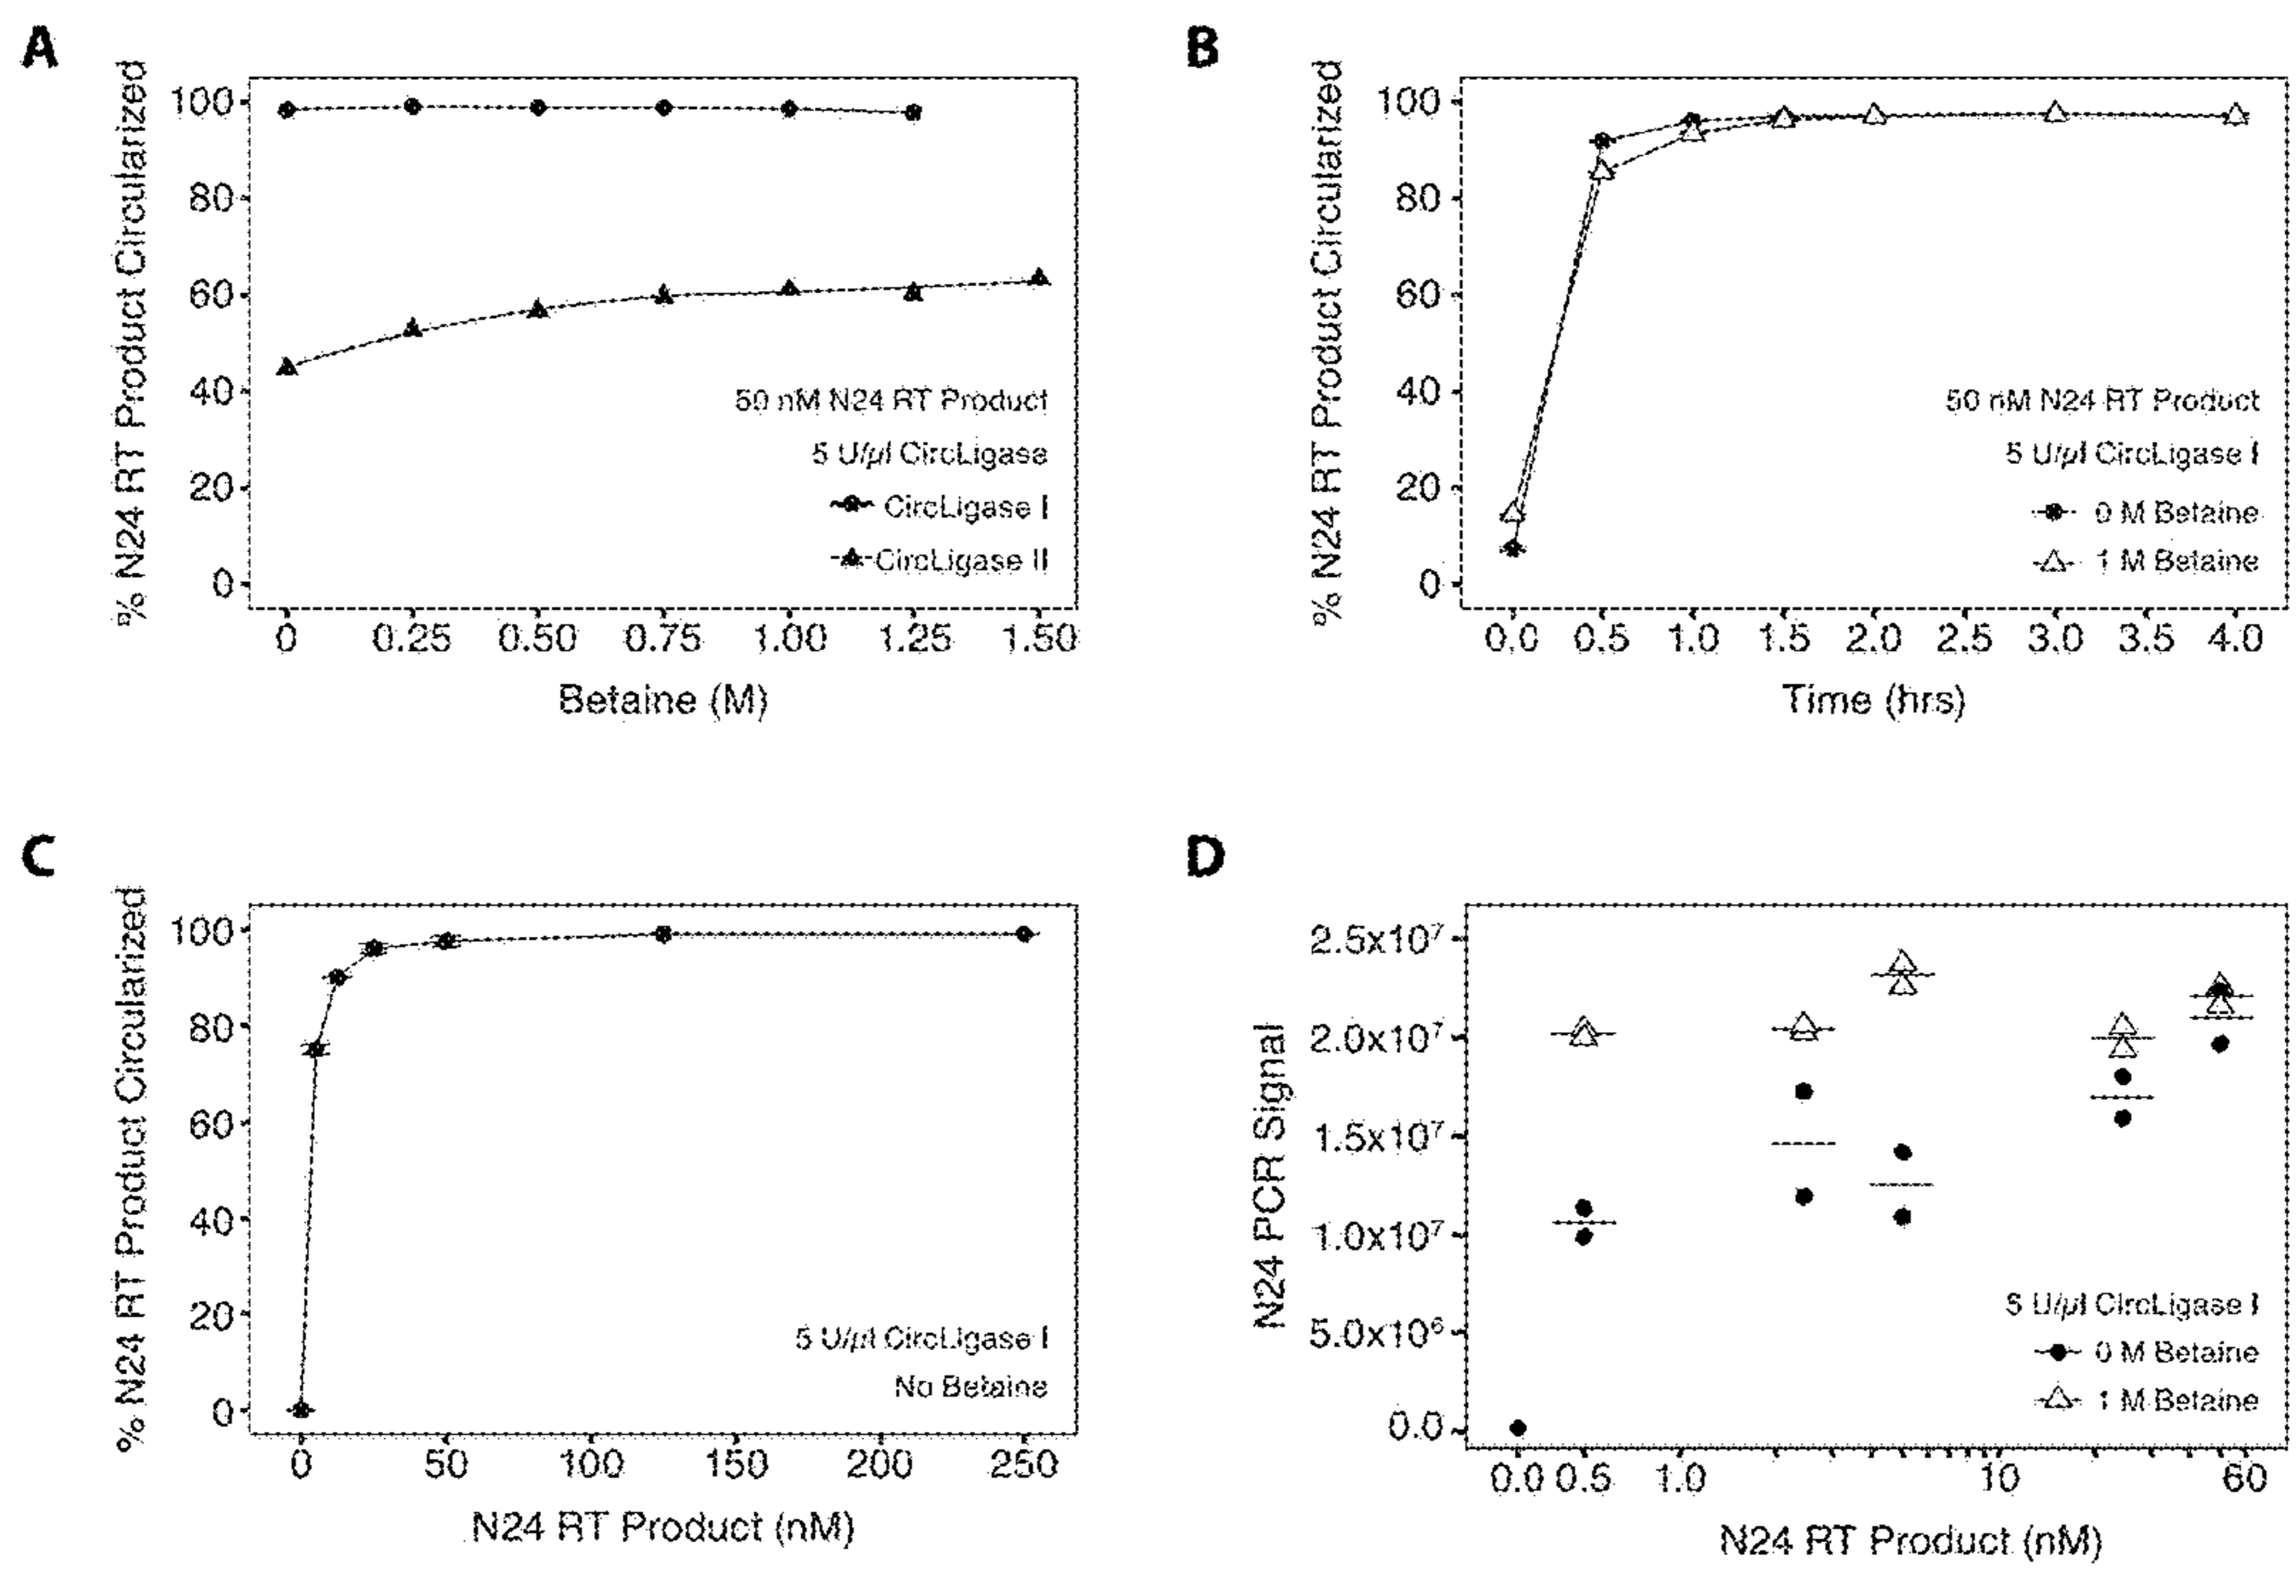 A
% N24 RT Product Circularized
100
80
60
40
20
0
50 nM N24 RT Product
5 U/µl CircLigase
CircLigase I
CircLigase II
0 0.25 0.50 0.75 1.00 1.25 1.50
Betaine (M)
B
% N24 RT Product Circularized
100
80
60
40
20
0
50 nM N24 RT Product
5 U/µl CircLigase I
0 M Betaine
1 M Betaine
0.0 0.5 1.0 1.5 2.0 2.5 3.0 3.5 4.0
Time (hrs)
C
% N24 RT Product Circularized
100
80
60
40
20
0
5 U/µl CircLigase I
No Betaine
0 50 100 150 200 250
N24 RT Product (nM)
D
N24 PCR Signal
2.5x10⁷
2.0x10⁷
1.5x10⁷
1.0x10⁷
5.0x10⁶
0.0
5 U/µl CircLigase I
0 M Betaine
1 M Betaine
0.0 0.5 1.0 10 60
N24 RT Product (nM)